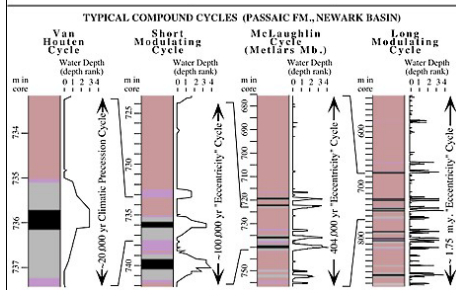 TYPICAL COMPOUND CYCLES (PASSAIC FM., NEWARK BASIN)
Van
Houten
Cycle
Short
Modulating
Cycle
McLaughlin
Cycle
(Metlars Mb.)
Long
Modulating
Cycle
m in
core
Water Depth
(depth rank)
0 1 2 3 4
m in
core
Water Depth
(depth rank)
0 1 2 3 4
m in
core
Water Depth
(depth rank)
0 1 2 3 4
m in
core
Water Depth
(depth rank)
0 1 2 3 4
734
735
736
737
~20,000 yr Climatic Precession Cycle
725
730
735
740
~100,000 yr "Eccentricity" Cycle
680
690
700
710
720
730
740
750
404,000 yr "Eccentricity" Cycle
600
700
800
~ 1.75 m.y. "Eccentricity" Cycle